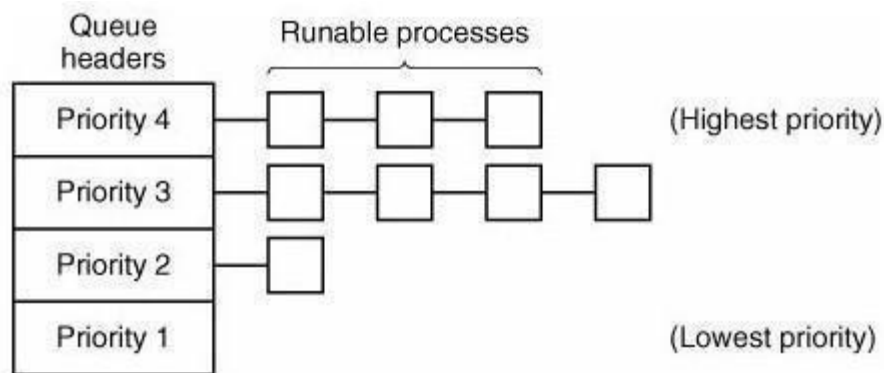 Queue
headers
Runable processes
Priority 4
(Highest priority)
Priority 3
Priority 2
Priority 1
(Lowest priority)